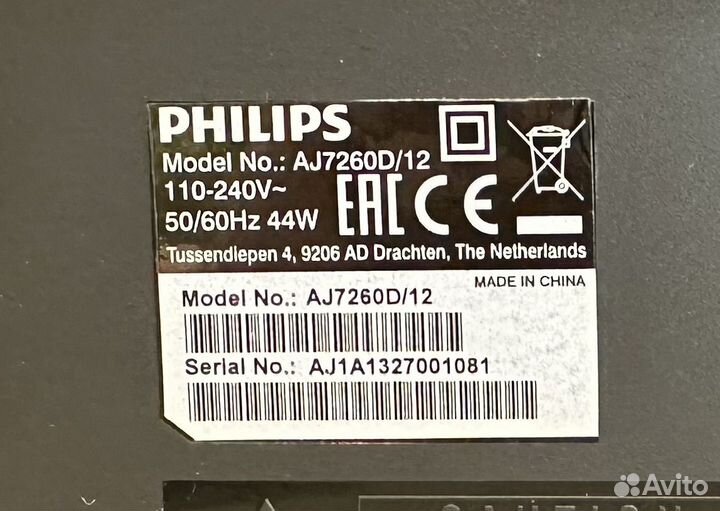 PHILIPS
Model No.: AJ7260D/12
110-240V~
50/60Hz 44W
EAC CE
Tussendiepen 4, 9206 AD Drachten, The Netherlands
MADE IN CHINA
Model No.: AJ7260D/12
Serial No.: AJ1A1327001081
Avito